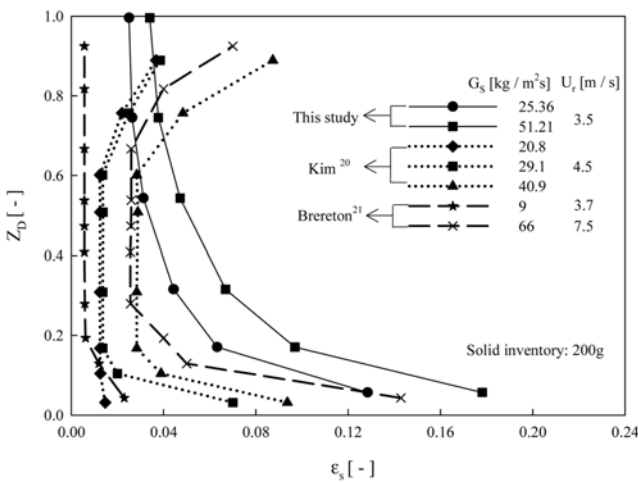 1.0
0.8
0.6
0.4
0.2
0.0
Z_D [ - ]
G_S [kg / m²s] U_r [m / s]
This study
25.36
51.21
3.5
Kim 20
20.8
29.1
40.9
4.5
Brereton21
9 3.7
66 7.5
Solid inventory: 200g
0.00 0.04 0.08 0.12 0.16 0.20 0.24
ε_s [ - ]